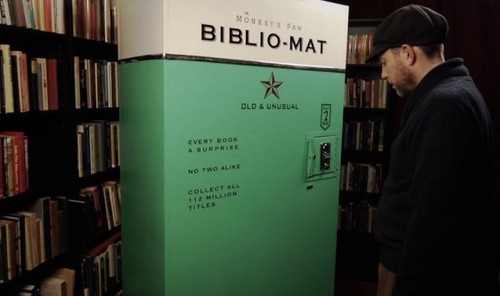 The
MONKEY'S PAW
BIBLIO-MAT
OLD & UNUSUAL
2
EVERY BOOK
A SURPRISE
NO TWO ALIKE
COLLECT ALL
112 MILLION
TITLES